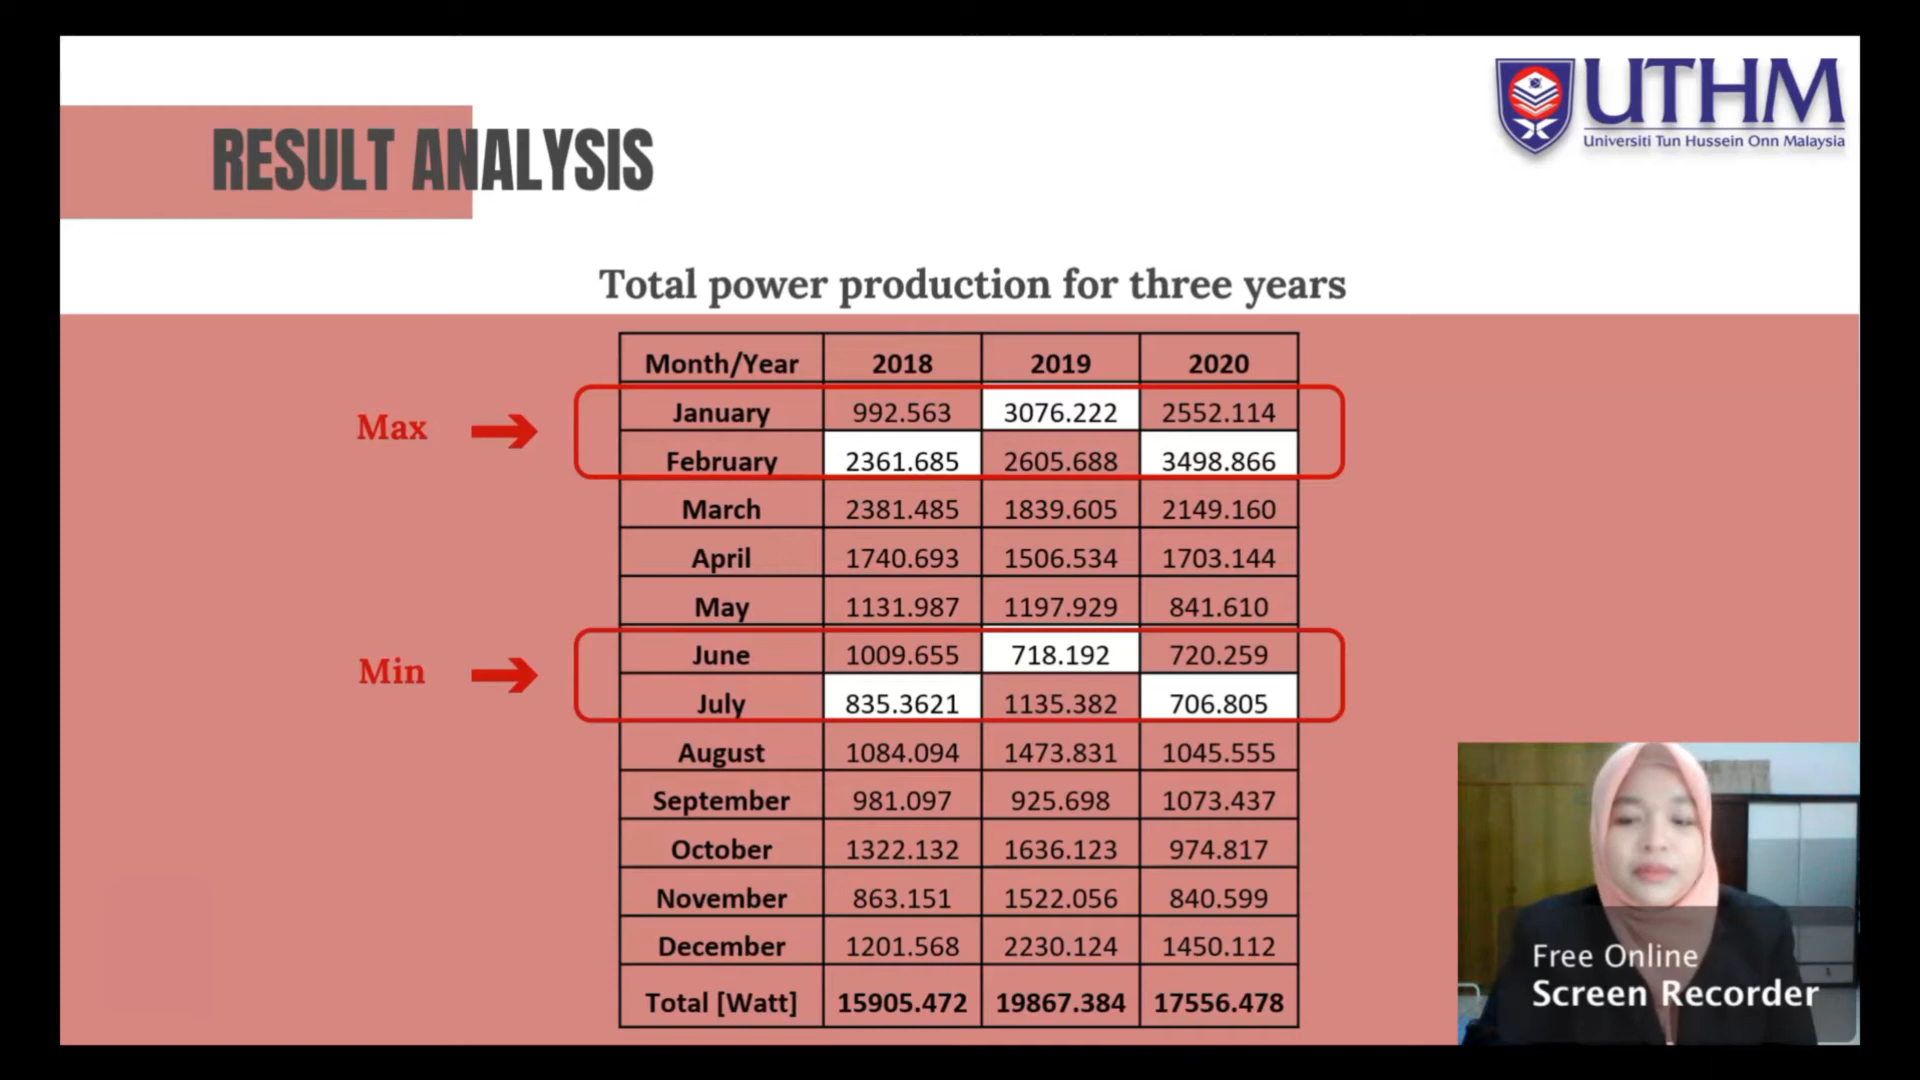 UTHM
Universiti Tun Hussein Onn Malaysia
RESULT ANALYSIS
Total power production for three years
Month/Year 2018 2019 2020
Max
January 992.563 3076.222 2552.114
February 2361.685 2605.688 3498.866
March 2381.485 1839.605 2149.160
April 1740.693 1506.534 1703.144
May 1131.987 1197.929 841.610
Min
June 1009.655 718.192 720.259
July 835.3621 1135.382 706.805
August 1084.094 1473.831 1045.555
September 981.097 925.698 1073.437
October 1322.132 1636.123 974.817
November 863.151 1522.056 840.599
December 1201.568 2230.124 1450.112
Total [Watt] 15905.472 19867.384 17556.478
Free Online
Screen Recorder